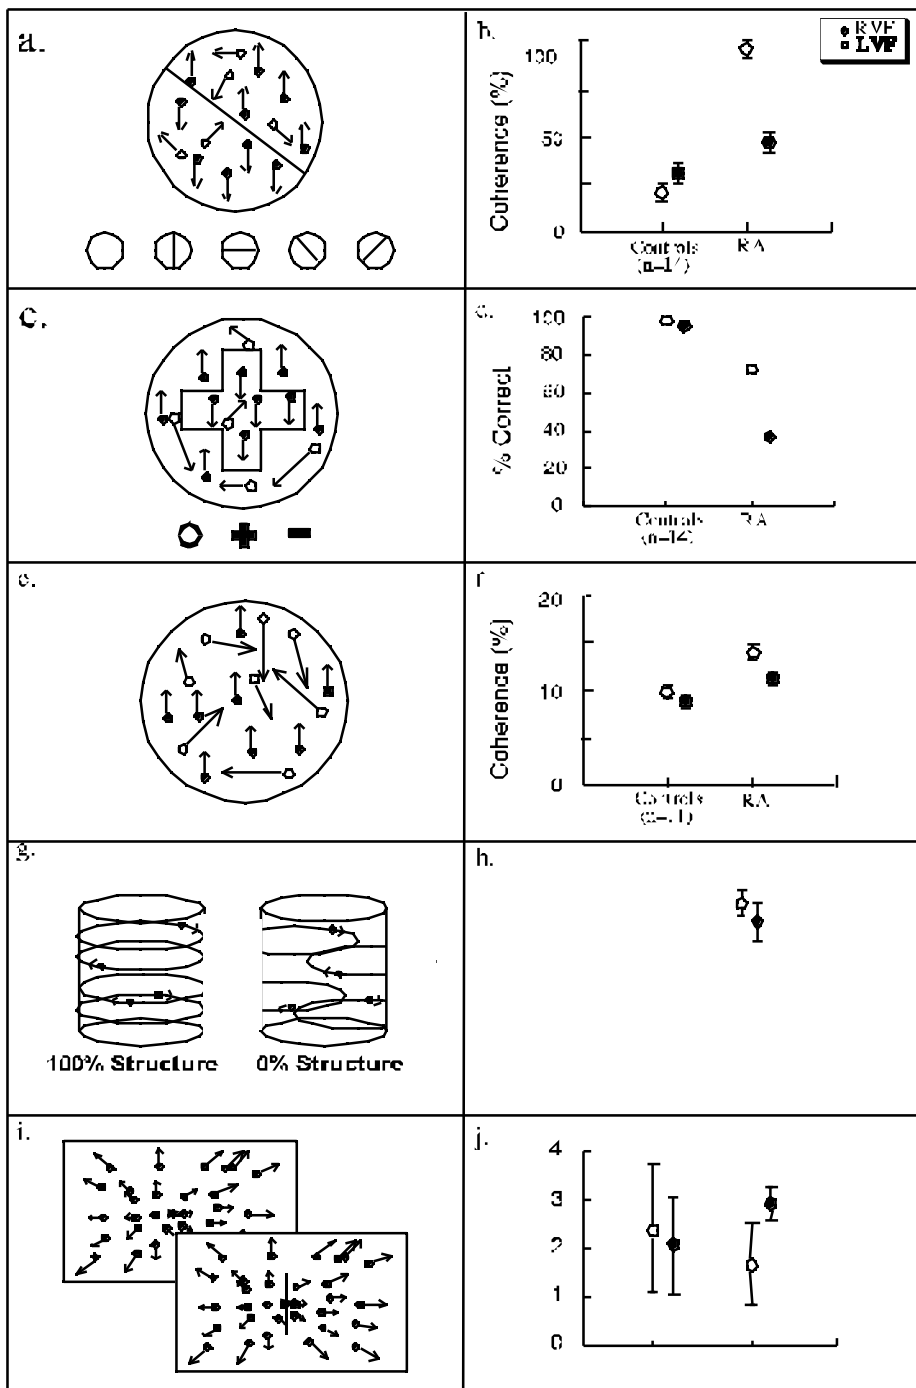 a.
b.
RVF
LVF
Coherence (%)
100
50
0
Controls
RA
c.
d.
% Correct
100
80
60
40
20
0
Controls
RA
(n=14)
e.
f
Coherence (%)
20
10
0
Controls
RA
g.
100% Structure
0% Structure
h.
i.
j.
4
3
2
1
0